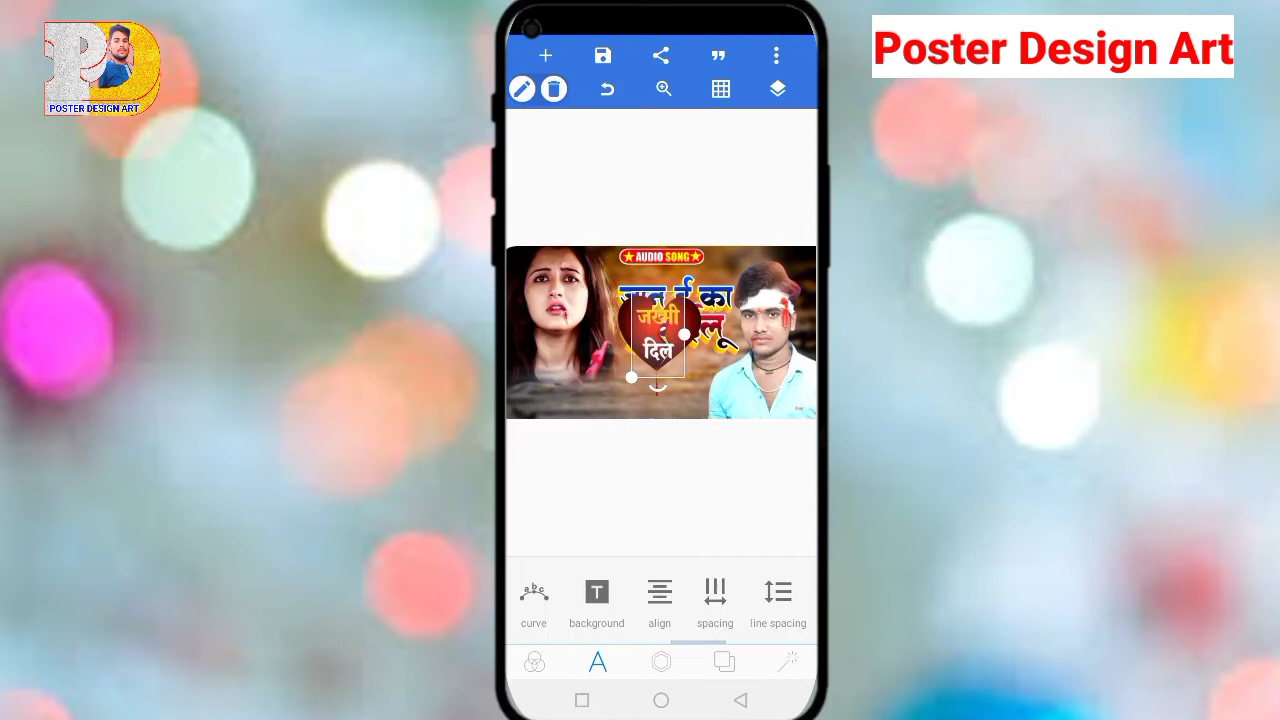 Poster Design Art
POSTER DESIGN ART
AUDIO SONG
जान ई का
जख्मी
दिल
curve
background
align
spacing
line spacing